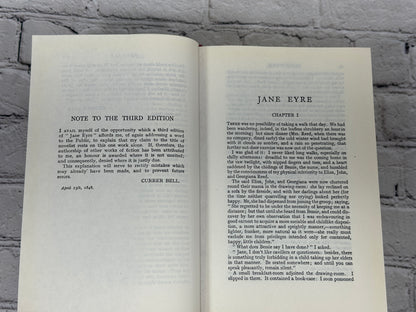 NOTE TO THE THIRD EDITION
I AVAIL myself of the opportunity which a third edition
of "Jane Eyre" affords me, of again addressing a word
to the Public, to explain that my claim to the title of
novelist rests on this one work alone. If, therefore, the
authorship of other works of fiction has been attributed
to me, an honour is awarded where it is not merited;
and consequently, denied where it is justly due.
This explanation will serve to rectify mistakes which
may already have been made, and to prevent future
errors.
CURRER BELL.
April 13th, 1848.
JANE EYRE
CHAPTER I
THERE was no possibility of taking a walk that day. We had
been wandering, indeed, in the leafless shrubbery an hour in
the morning; but since dinner (Mrs. Reed, when there was
no company, dined early) the cold winter wind had brought
with it clouds so sombre, and a rain so penetrating, that
further out-door exercise was now out of the question.
I was glad of it: I never liked long walks, especially on
chilly afternoons: dreadful to me was the coming home in
the raw twilight, with nipped fingers and toes, and a heart
saddened by the chidings of Bessie, the nurse, and humbled by
the consciousness of my physical inferiority to Eliza, John,
and Georgiana Reed.
The said Eliza, John, and Georgiana were now clustered
round their mama in the drawing-room: she lay reclined on
a sofa by the fireside, and with her darlings about her (for
the time neither quarrelling nor crying) looked perfectly
happy. Me, she had dispensed from joining the group; saying,
"She regretted to be under the necessity of keeping me at a
distance; but that until she heard from Bessie, and could dis-
cover by her own observation that I was endeavouring in
good earnest to acquire a more sociable and childlike disposi-
tion, a more attractive and sprightly manner,—something
lighter, franker, more natural as it were—she really must
exclude me from privileges intended only for contented,
happy, little children."
"What does Bessie say I have done?" I asked.
"Jane, I don't like cavillers or questioners: besides, there
is something truly forbidding in a child taking up her elders
in that manner. Be seated somewhere; and until you can
speak pleasantly, remain silent."
A small breakfast-room adjoined the drawing-room. I
slipped in there. It contained a book-case: I soon possessed